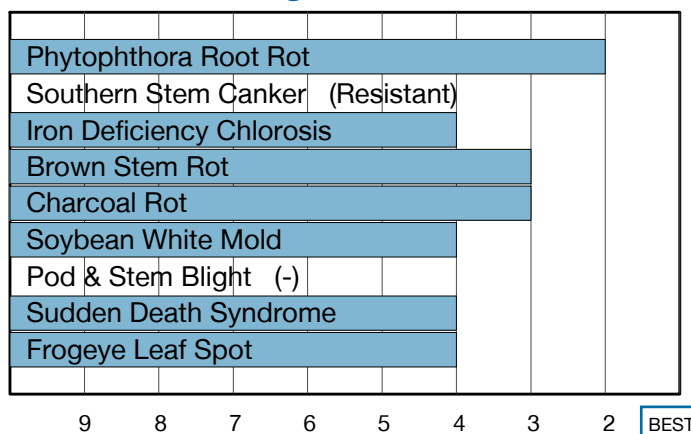 Phytophthora Root Rot
Southern Stem Canker (Resistant)
Iron Deficiency Chlorosis
Brown Stem Rot
Charcoal Rot
Soybean White Mold
Pod & Stem Blight (-)
Sudden Death Syndrome
Frogeye Leaf Spot
9 8 7 6 5 4 3 2 BEST